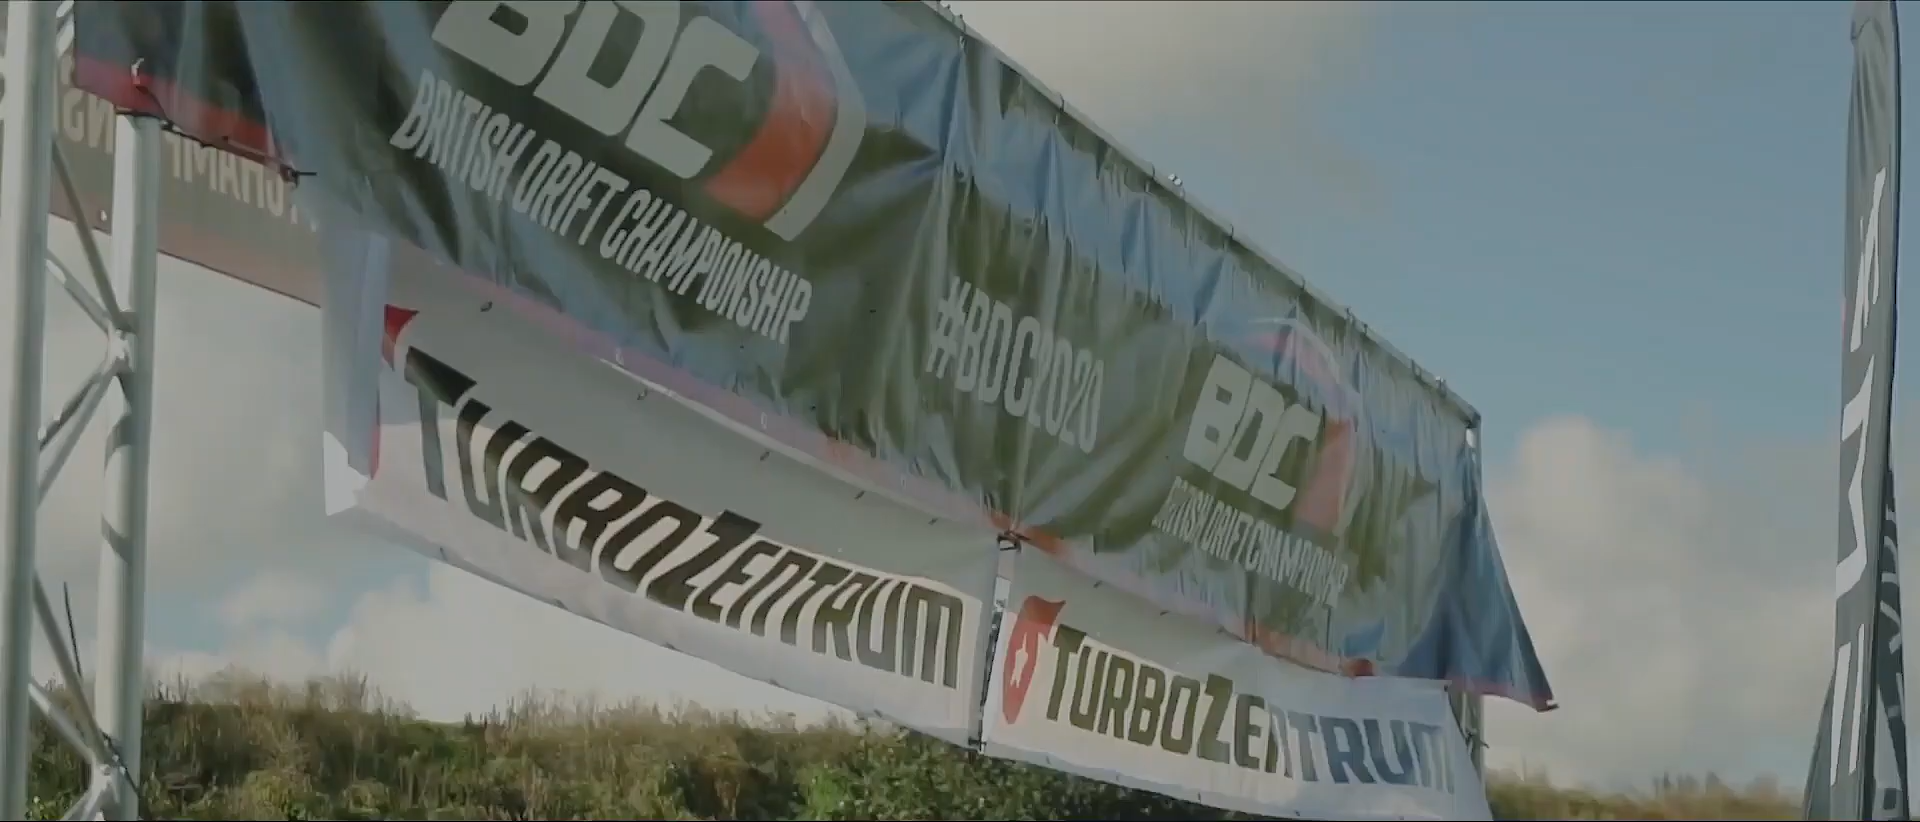 BDC
BRITISH DRIFT CHAMPIONSHIP
#BDC2020
BDC
BRITISH DRIFT CHAMPIONSHIP
TURBOZENTRUM
TURBOZENTRUM